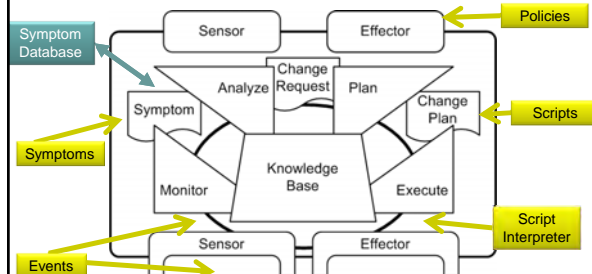 Policies
Sensor
Effector
Symptom
Database
Change
Request
Analyze
Plan
Symptom
Change
Plan
Scripts
Symptoms
Knowledge
Base
Monitor
Execute
Script
Interpreter
Sensor
Effector
Events